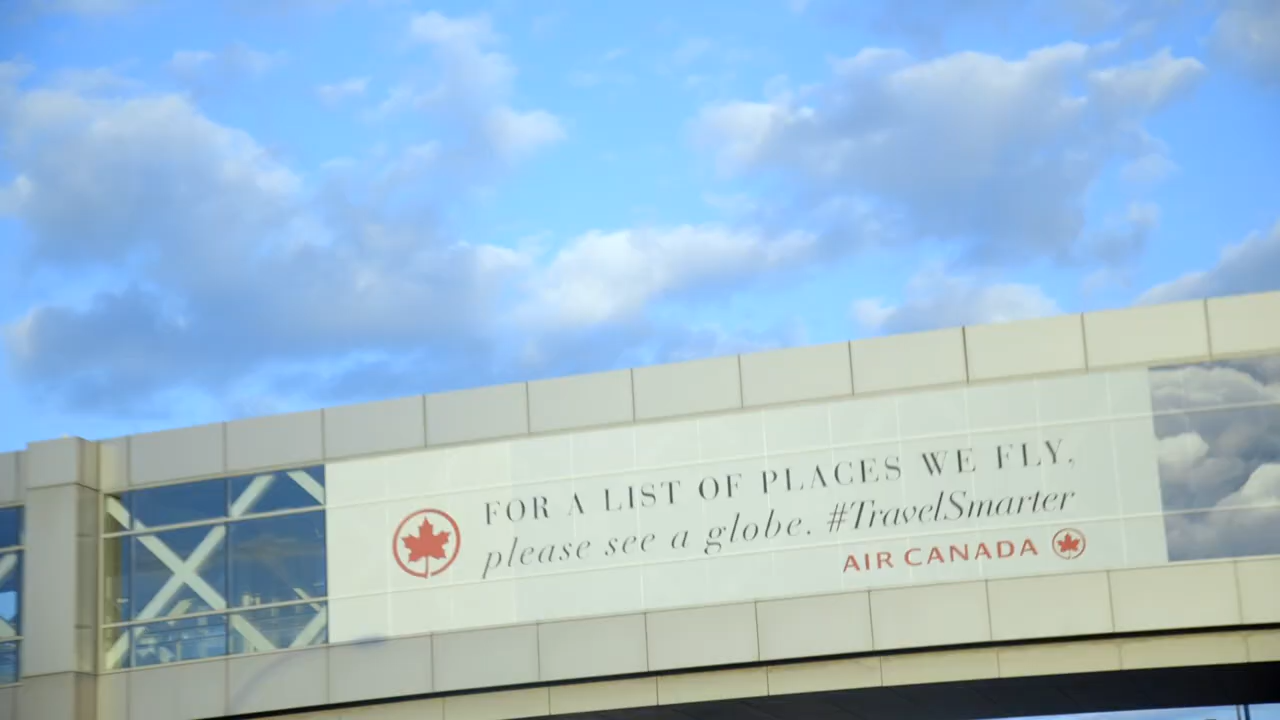 FOR A LIST OF PLACES WE FLY,
please see a globe. #TravelSmarter
AIR CANADA